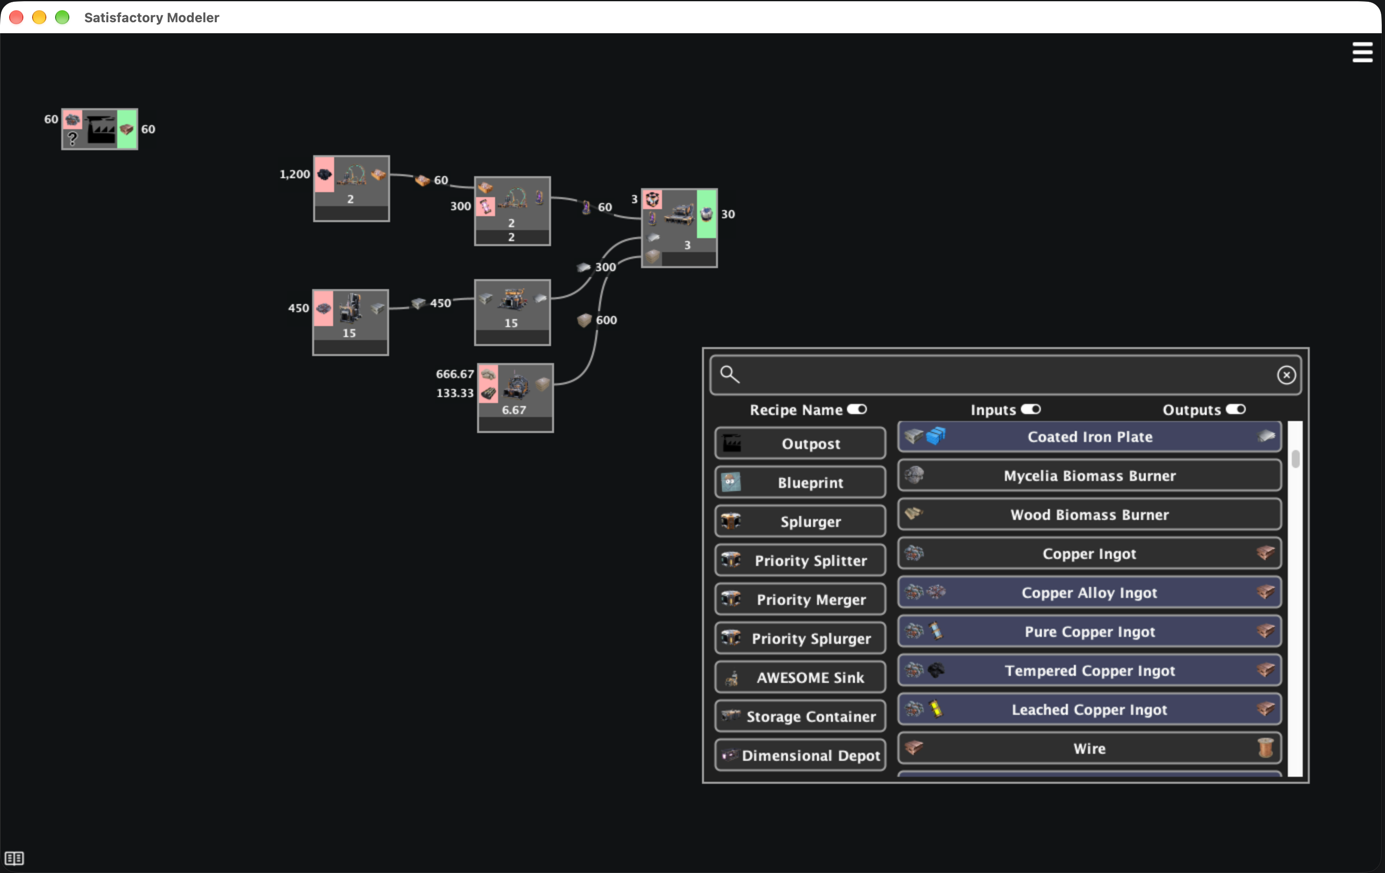 Satisfactory Modeler
60
?
60
1,200
2
60
300
2
2
60
3
3
30
300
450
15
450
15
600
666.67
133.33
6.67
Recipe Name
Inputs
Outputs
Outpost
Blueprint
Splurger
Priority Splitter
Priority Merger
Priority Splurger
AWESOME Sink
Storage Container
Dimensional Depot
Coated Iron Plate
Mycelia Biomass Burner
Wood Biomass Burner
Copper Ingot
Copper Alloy Ingot
Pure Copper Ingot
Tempered Copper Ingot
Leached Copper Ingot
Wire